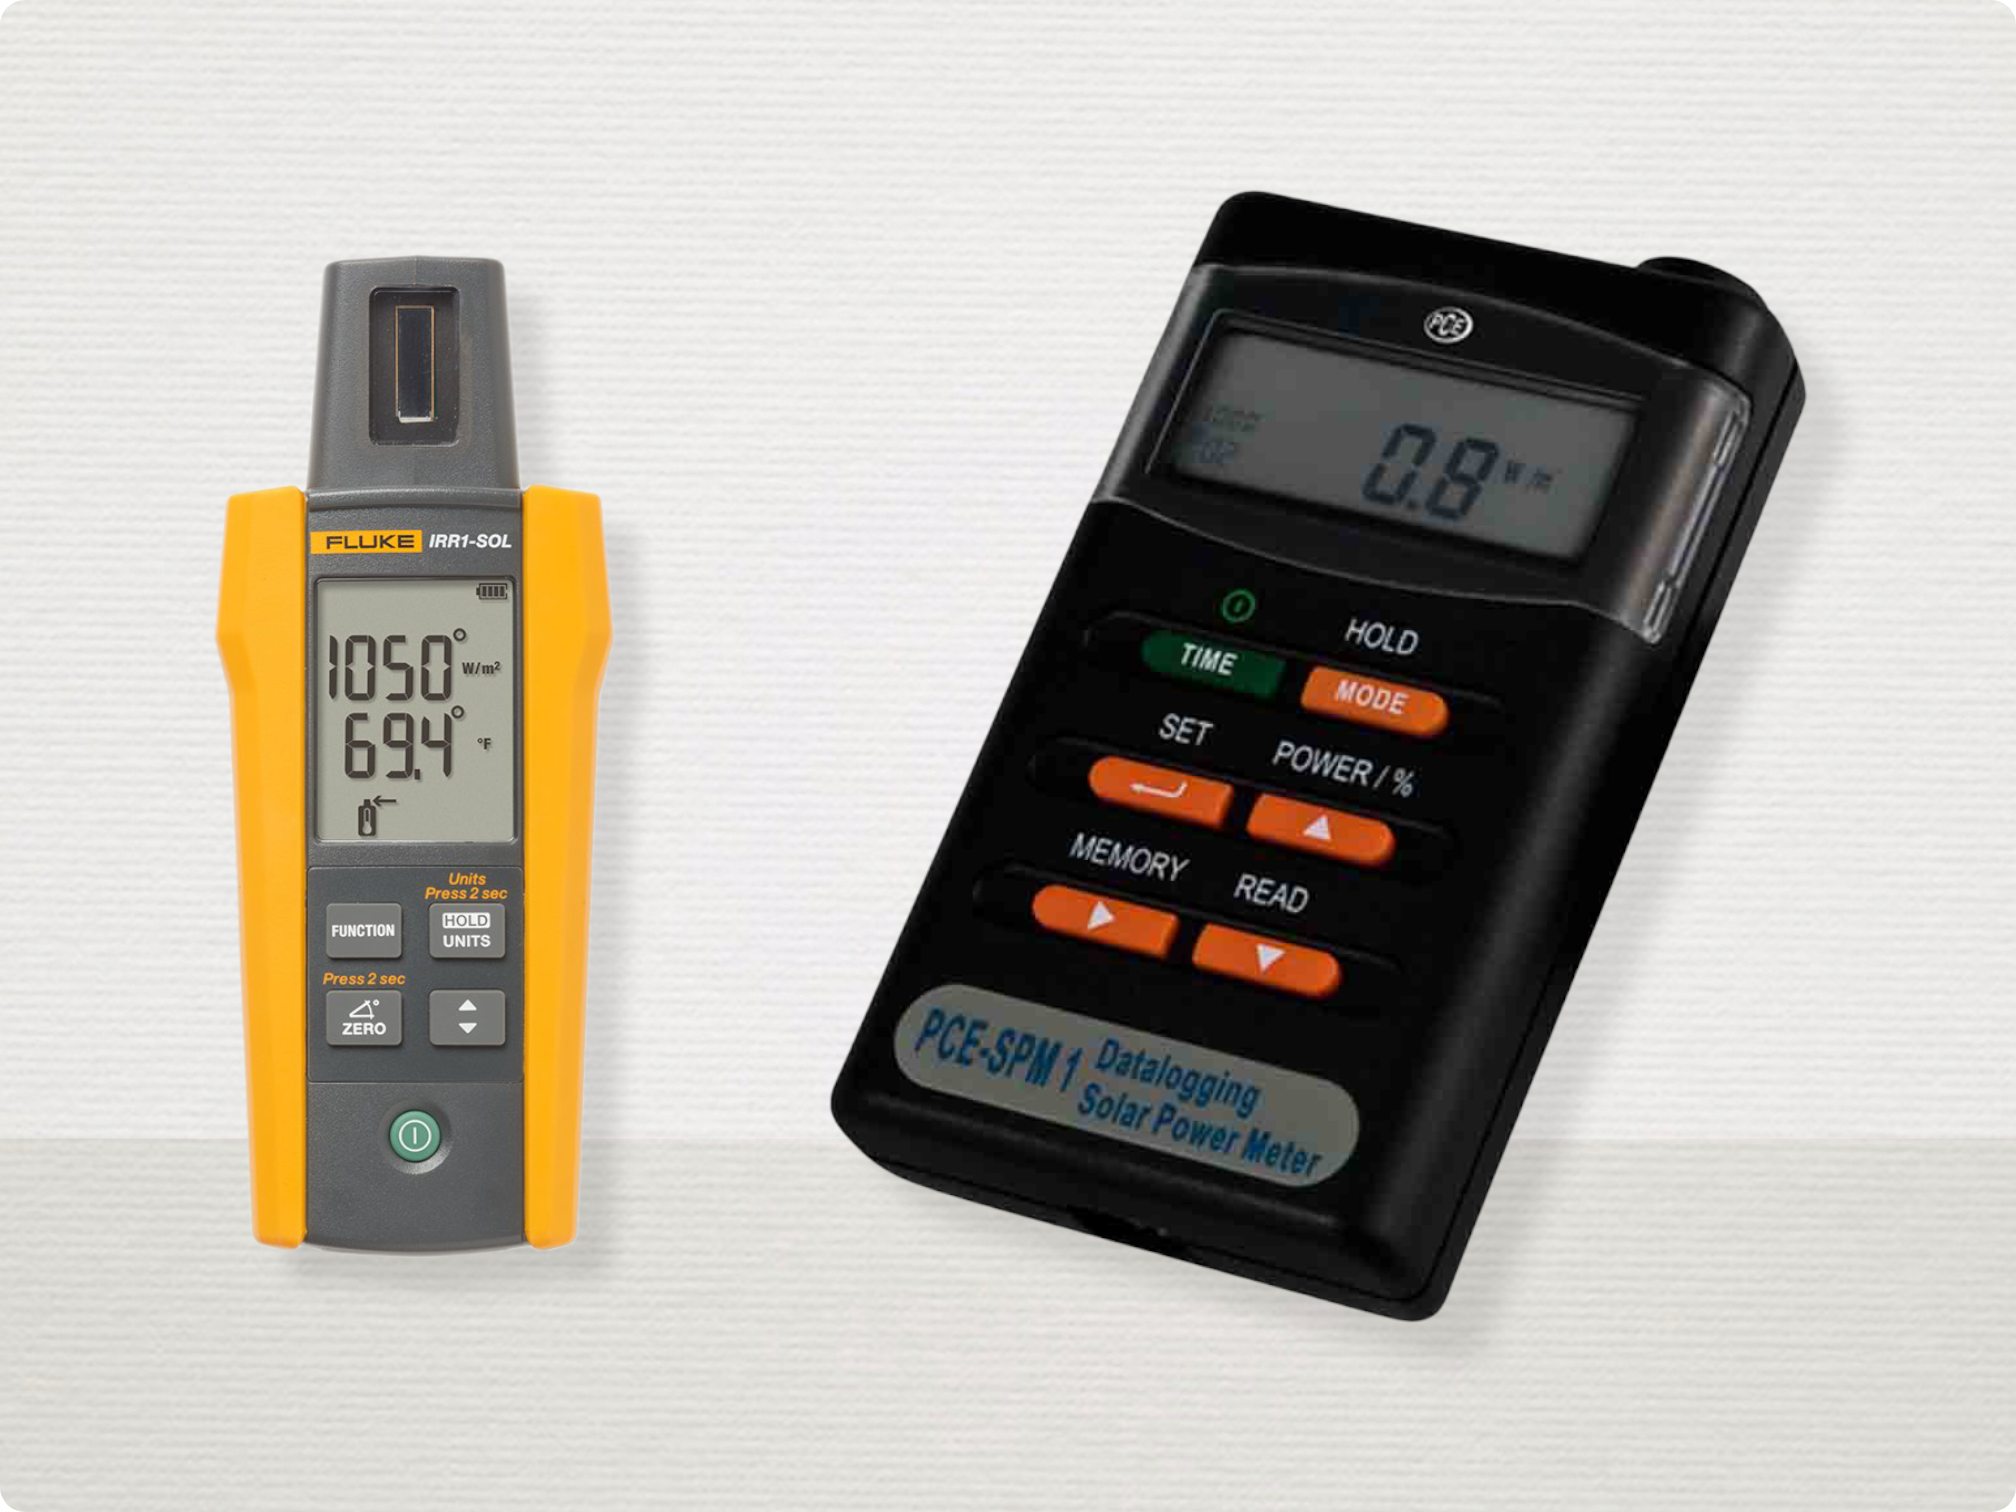 FLUKE IRR1-SOL
1050°
W/m²
69.4°
°F
Units
Press 2 sec
FUNCTION
HOLD
UNITS
Press 2 sec
ZERO
PCE
0.8
HOLD
TIME
MODE
SET
POWER / %
MEMORY
READ
PCE-SPM 1 Datalogging
Solar Power Meter